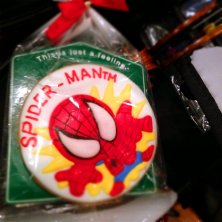 This is just a feeling.
SPIDER-MAN™